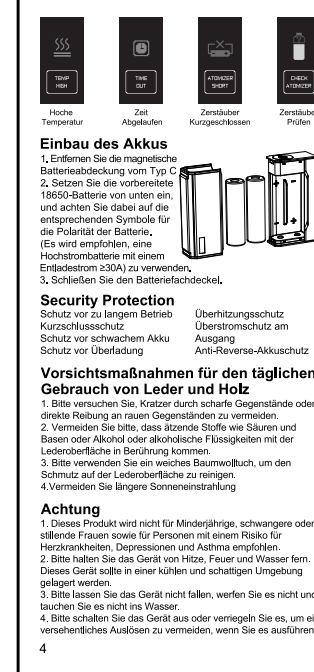 TEMP HIGH
TIME OUT
ATOMIZER SHORT
CHECK ATOMIZER
Hoche Temperatur
Zeit Abgelaufen
Zerstäuber Kurzgeschlossen
Zerstäube Prüfen
Einbau des Akkus
1. Entfernen Sie die magnetische
Batterieabdeckung vom Typ C
2. Setzen Sie die vorbereitete
18650-Batterie von unten ein,
und achten Sie dabei auf die
entsprechenden Symbole für
die Polarität der Batterie.
(Es wird empfohlen, eine
Hochstrombatterie mit einem
Entladestrom ≥30A) zu verwenden.
3. Schließen Sie den Batteriefachdeckel.
Security Protection
Schutz vor zu langem Betrieb
Kurzschlussschutz
Schutz vor schwachem Akku
Schutz vor Überladung
Überhitzungsschutz
Überstromschutz am
Ausgang
Anti-Reverse-Akkuschutz
Vorsichtsmaßnahmen für den täglichen
Gebrauch von Leder und Holz
1. Bitte versuchen Sie, Kratzer durch scharfe Gegenstände oder
direkte Reibung an rauen Gegenständen zu vermeiden.
2. Vermeiden Sie bitte, dass ätzende Stoffe wie Säuren und
Basen oder Alkohol oder alkoholische Flüssigkeiten mit der
Lederoberfläche in Berührung kommen.
3. Bitte verwenden Sie ein weiches Baumwolltuch, um den
Schmutz auf der Lederoberfläche zu reinigen.
4.Vermeiden Sie längere Sonneneinstrahlung
Achtung
1. Dieses Produkt wird nicht für Minderjährige, schwangere oder
stillende Frauen sowie für Personen mit einem Risiko für
Herzkrankheiten, Depressionen und Asthma empfohlen.
2. Bitte halten Sie das Gerät von Hitze, Feuer und Wasser fern.
Dieses Gerät sollte in einer kühlen und schattigen Umgebung
gelagert werden.
3. Bitte lassen Sie das Gerät nicht fallen, werfen Sie es nicht und
tauchen Sie es nicht ins Wasser.
4. Bitte schalten Sie das Gerät aus oder verriegeln Sie es, um ei
versehentliches Auslösen zu vermeiden, wenn Sie es ausführen
4